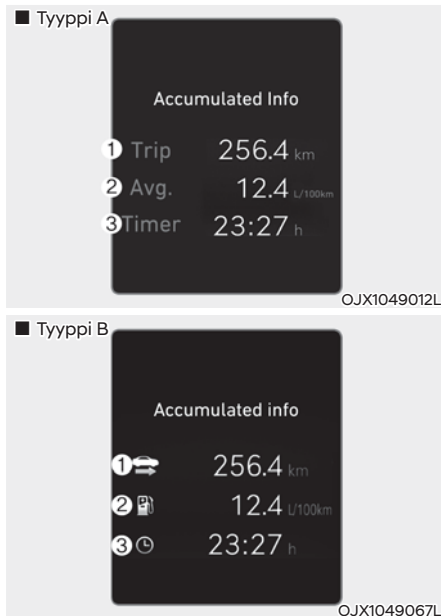 ■ Tyyppi A
Accumulated Info
1 Trip 256.4 km
2 Avg. 12.4 L/100km
3 Timer 23:27 h
OJX1049012L
■ Tyyppi B
Accumulated info
1 256.4 km
2 12.4 L/100km
3 23:27 h
OJX1049067L